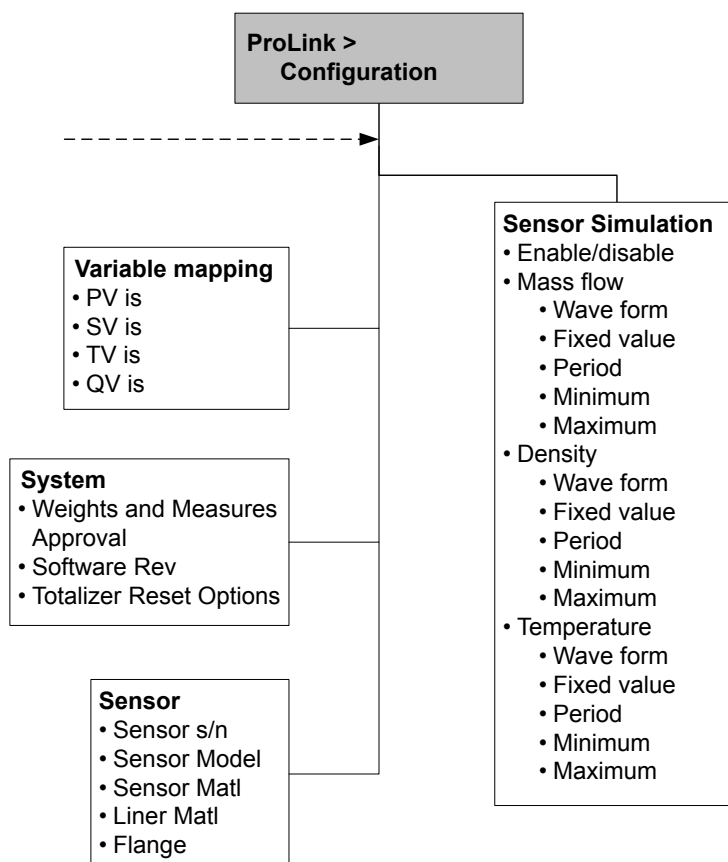 ProLink >
Configuration
Variable mapping
• PV is
• SV is
• TV is
• QV is
System
• Weights and Measures
Approval
• Software Rev
• Totalizer Reset Options
Sensor
• Sensor s/n
• Sensor Model
• Sensor Matl
• Liner Matl
• Flange
Sensor Simulation
• Enable/disable
• Mass flow
• Wave form
• Fixed value
• Period
• Minimum
• Maximum
• Density
• Wave form
• Fixed value
• Period
• Minimum
• Maximum
• Temperature
• Wave form
• Fixed value
• Period
• Minimum
• Maximum